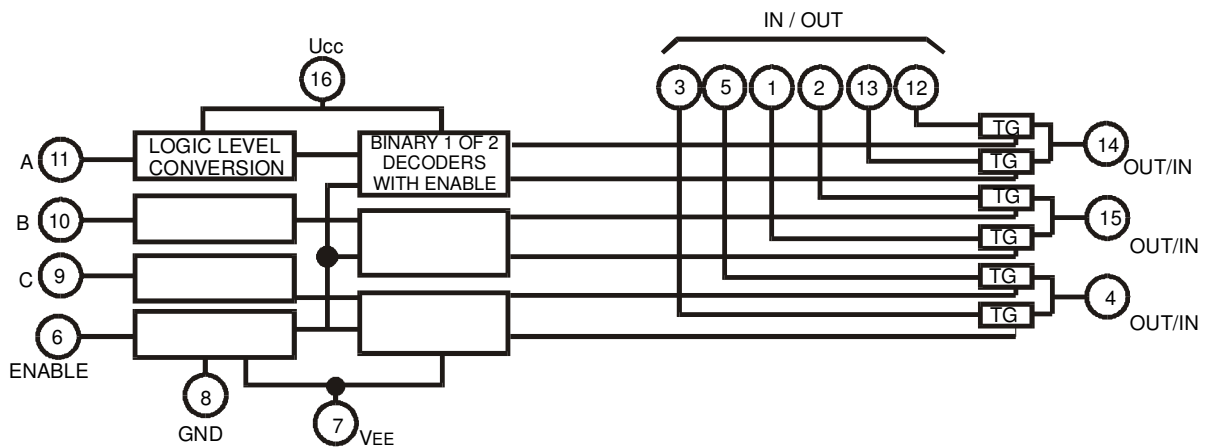 IN / OUT
Ucc
16
3 5 1 2 13 12
A 11
LOGIC LEVEL
CONVERSION
BINARY 1 OF 2
DECODERS
WITH ENABLE
TG
TG
14
OUT/IN
B 10
TG
TG
15
OUT/IN
C 9
TG
TG
4
OUT/IN
6
ENABLE
8
GND
7
VEE